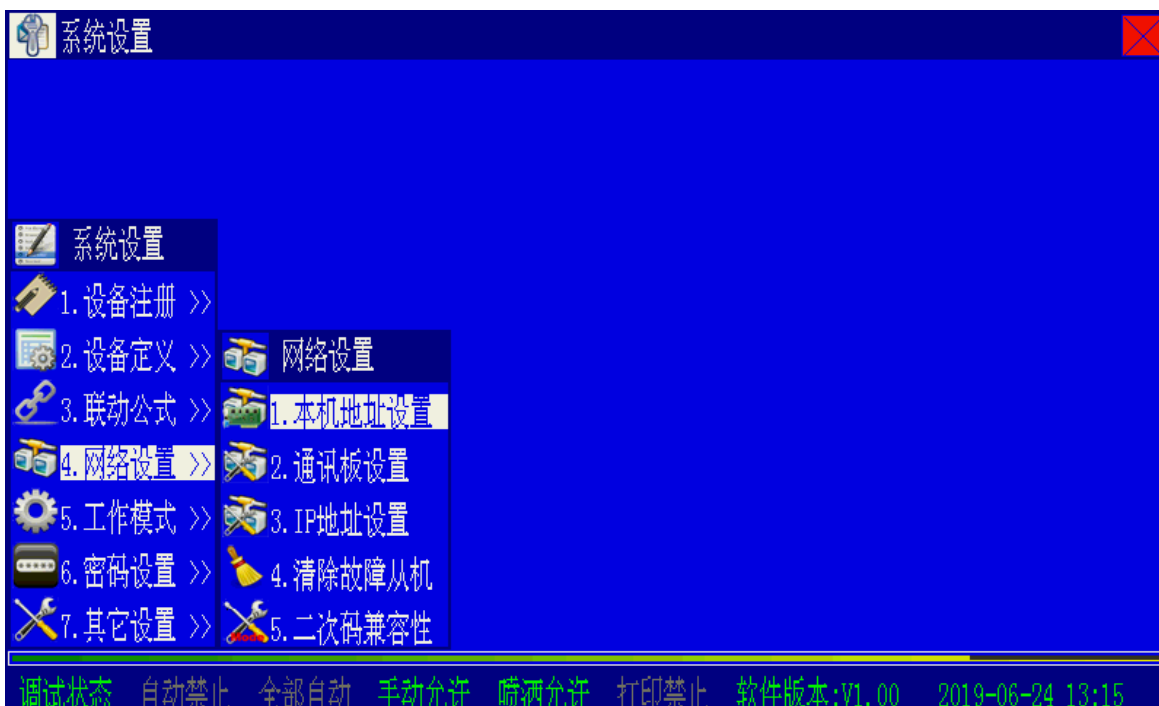 系统设置
系统设置
1.设备注册 >>
2.设备定义 >>
3.联动公式 >>
4.网络设置 >>
5.工作模式 >>
6.密码设置 >>
7.其它设置 >>
网络设置
1.本机地址设置
2.通讯板设置
3.IP地址设置
4.清除故障从机
5.二次码兼容性
调试状态 自动禁止 全部自动 手动允许 喷洒允许 打印禁止 软件版本:V1.00 2019-06-24 13:15